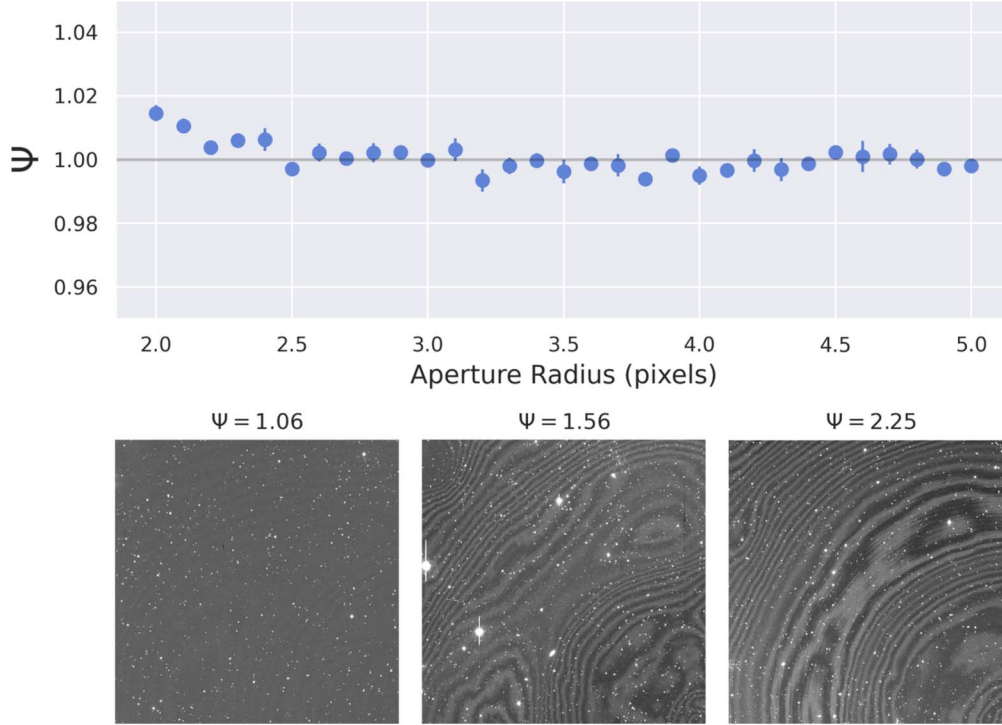 1.04
1.02
1.00
0.98
0.96
Ψ
2.0 2.5 3.0 3.5 4.0 4.5 5.0
Aperture Radius (pixels)
Ψ = 1.06 Ψ = 1.56 Ψ = 2.25